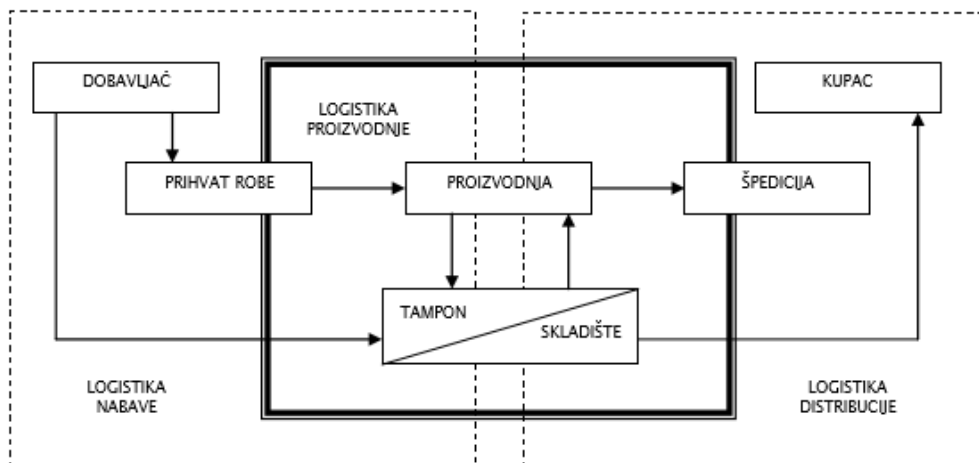 DOBAVLJAČ
KUPAC
LOGISTIKA
PROIZVODNJE
PRIHVAT ROBE
PROIZVODNJA
ŠPEDICIJA
TAMPON
SKLADIŠTE
LOGISTIKA
NABAVE
LOGISTIKA
DISTRIBUCIJE